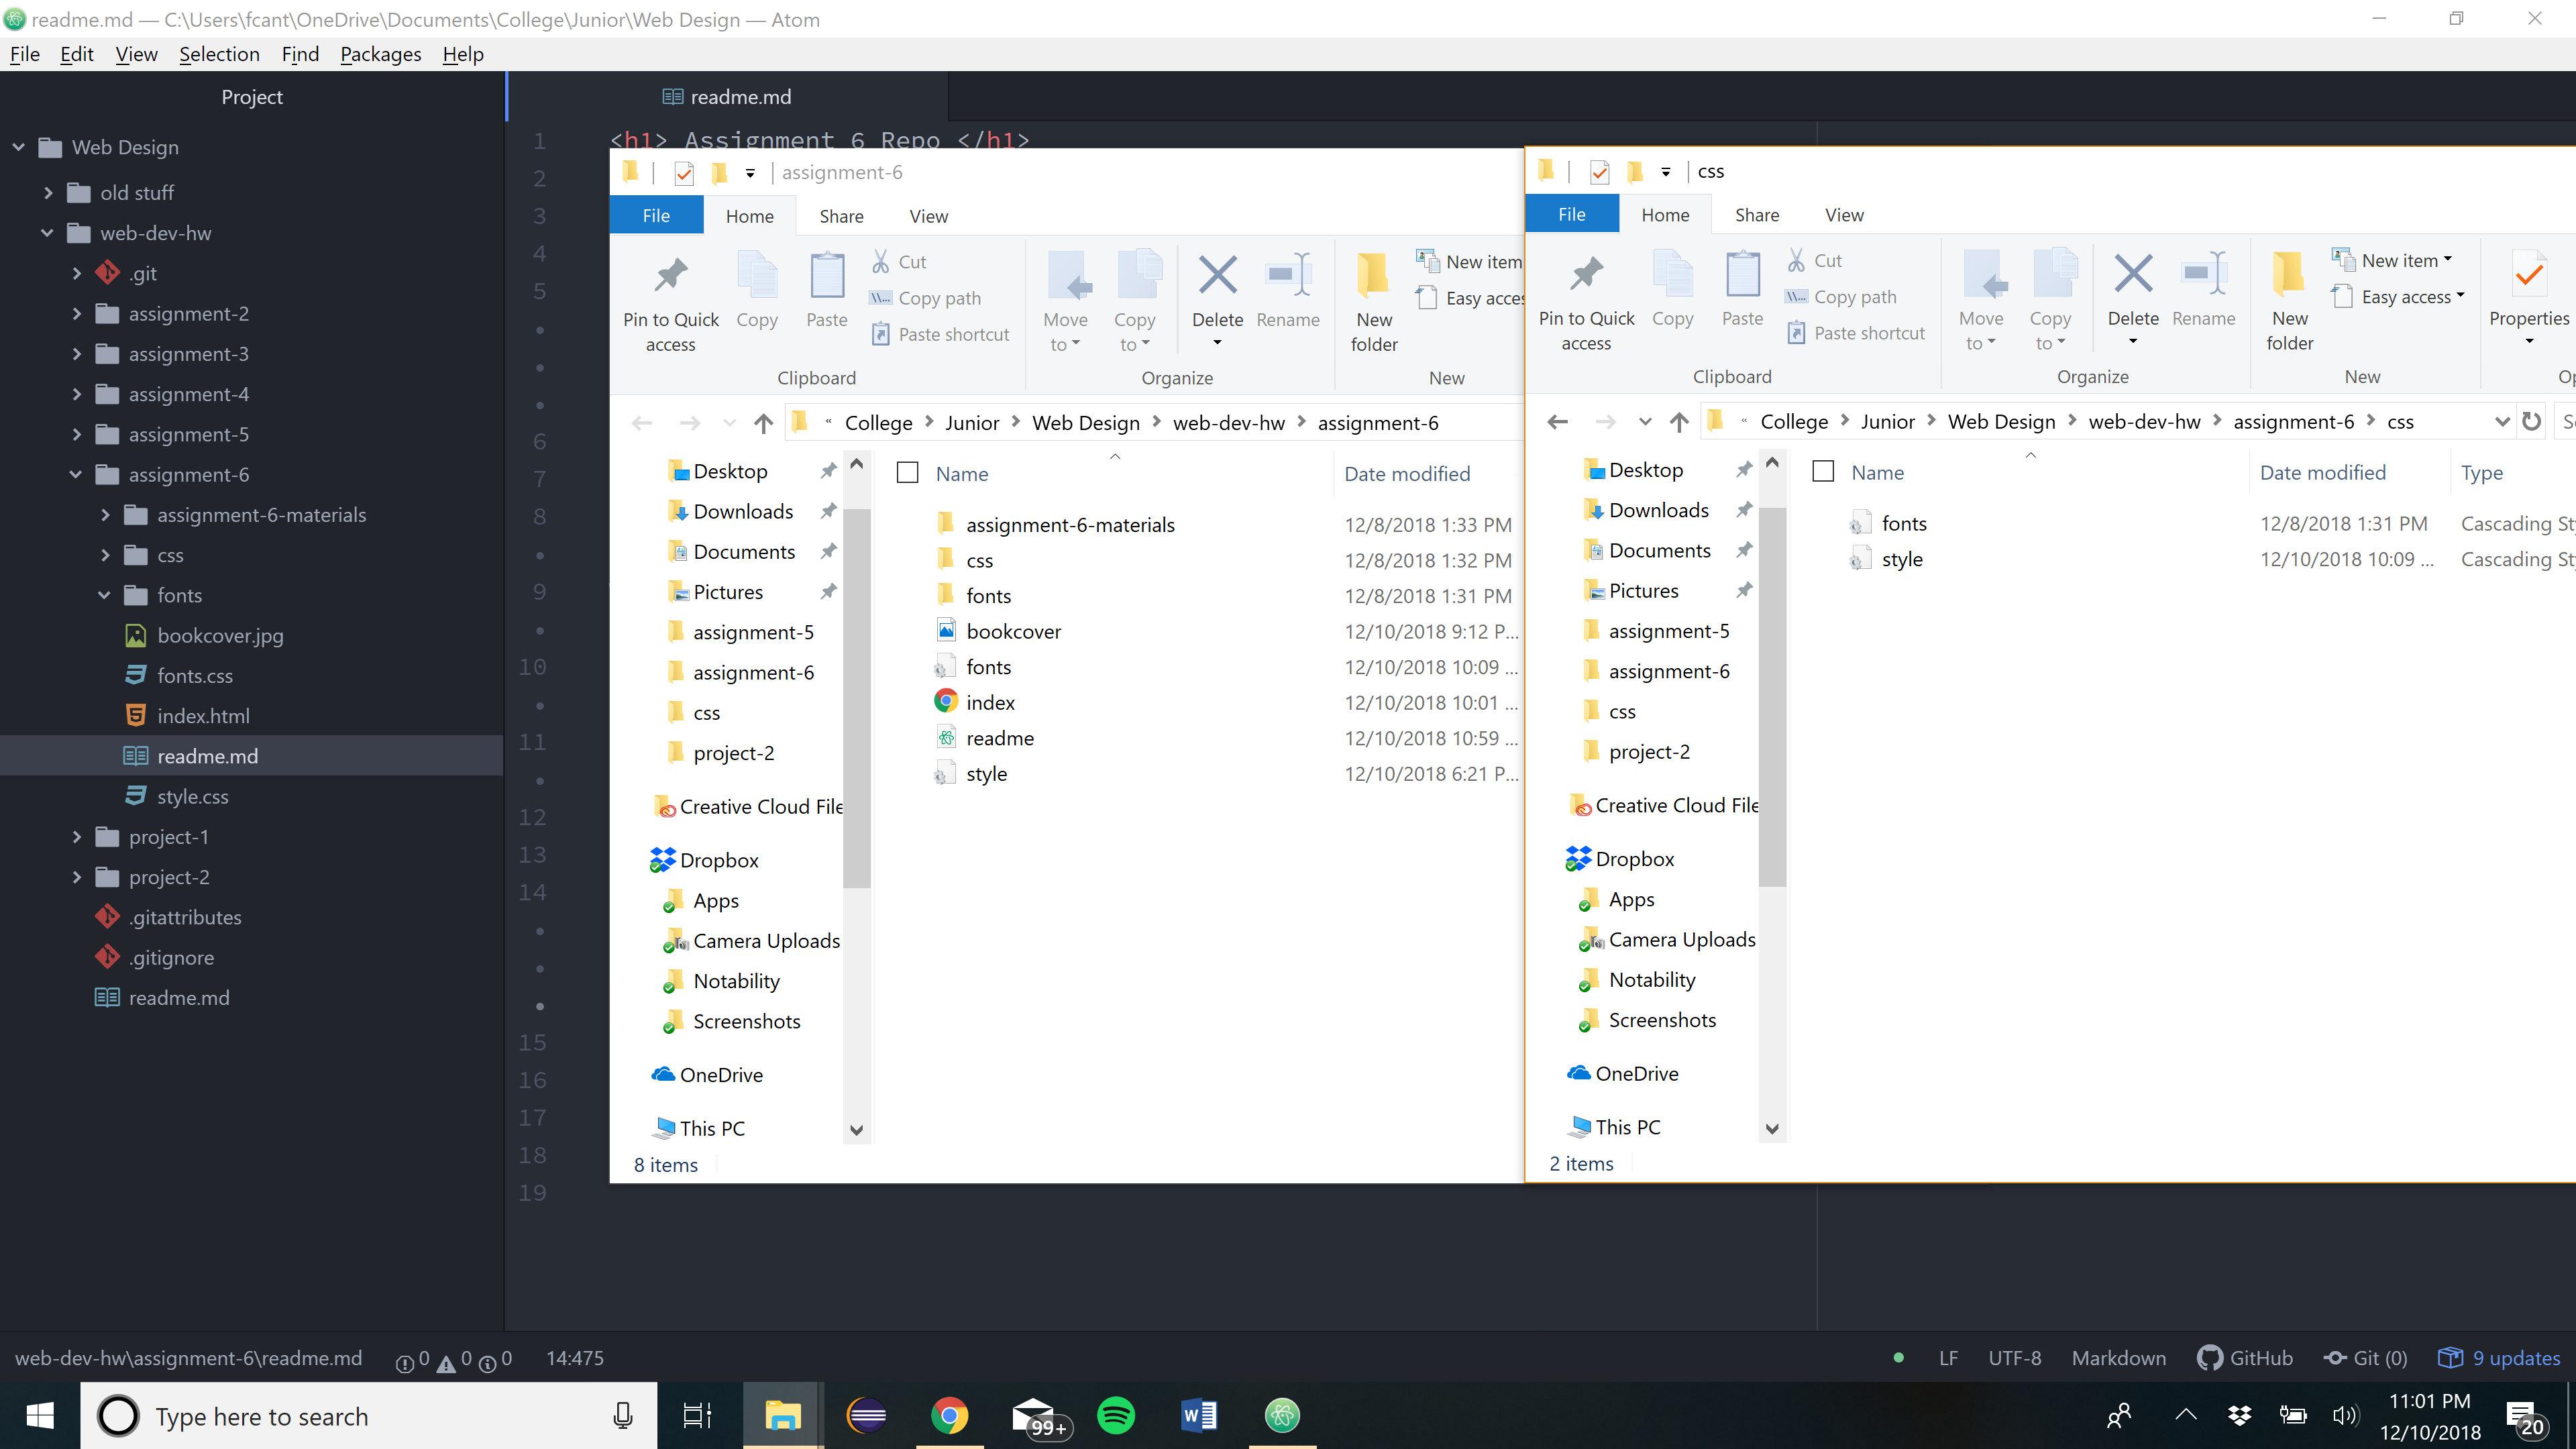 readme.md — C:\Users\fcant\OneDrive\Documents\College\Junior\Web Design — Atom
File Edit View Selection Find Packages Help
Project
Web Design
old stuff
web-dev-hw
.git
assignment-2
assignment-3
assignment-4
assignment-5
assignment-6
assignment-6-materials
css
fonts
bookcover.jpg
fonts.css
index.html
readme.md
style.css
project-1
project-2
.gitattributes
.gitignore
readme.md
readme.md
1 <h1> Assignment 6 Repo </h1>
2
3
4
5
6
7
8
9
10
11
12
13
14
15
16
17
18
19
assignment-6
File Home Share View
Pin to Quick access
Copy
Paste
Cut
Copy path
Paste shortcut
Clipboard
Move to
Copy to
Delete
Rename
Organize
New folder
New item
Easy acces
New
« College > Junior > Web Design > web-dev-hw > assignment-6
Desktop
Downloads
Documents
Pictures
assignment-5
assignment-6
css
project-2
Creative Cloud File
Dropbox
Apps
Camera Uploads
Notability
Screenshots
OneDrive
This PC
Name Date modified
assignment-6-materials 12/8/2018 1:33 PM
css 12/8/2018 1:32 PM
fonts 12/8/2018 1:31 PM
bookcover 12/10/2018 9:12 P...
fonts 12/10/2018 10:09 ...
index 12/10/2018 10:01 ...
readme 12/10/2018 10:59 ...
style 12/10/2018 6:21 P...
8 items
css
File Home Share View
Pin to Quick access
Copy
Paste
Cut
Copy path
Paste shortcut
Clipboard
Move to
Copy to
Delete
Rename
Organize
New folder
New item
Easy access
New
Properties
Op
« College > Junior > Web Design > web-dev-hw > assignment-6 > css
Se
Desktop
Downloads
Documents
Pictures
assignment-5
assignment-6
css
project-2
Creative Cloud File
Dropbox
Apps
Camera Uploads
Notability
Screenshots
OneDrive
This PC
Name Date modified Type
fonts 12/8/2018 1:31 PM Cascading St
style 12/10/2018 10:09 ... Cascading St
2 items
web-dev-hw\assignment-6\readme.md 0 0 0 14:475
LF UTF-8 Markdown GitHub Git (0) 9 updates
Type here to search
99+
11:01 PM
12/10/2018
20